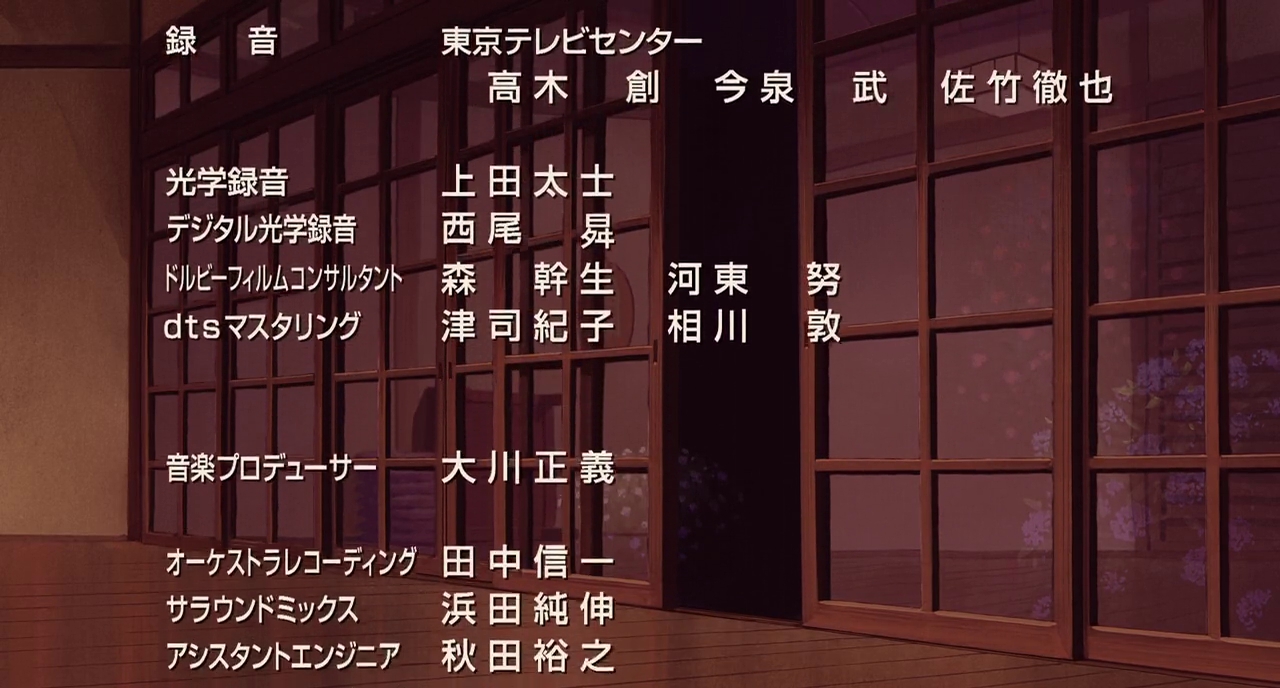 録　音　東京テレビセンター
高木　創　今泉　武　佐竹徹也
光学録音　上田太士
デジタル光学録音　西尾　曻
ドルビーフィルムコンサルタント　森　幹生　河東　努
dtsマスタリング　津司紀子　相川　敦
音楽プロデューサー　大川正義
オーケストラレコーディング　田中信一
サラウンドミックス　浜田純伸
アシスタントエンジニア　秋田裕之